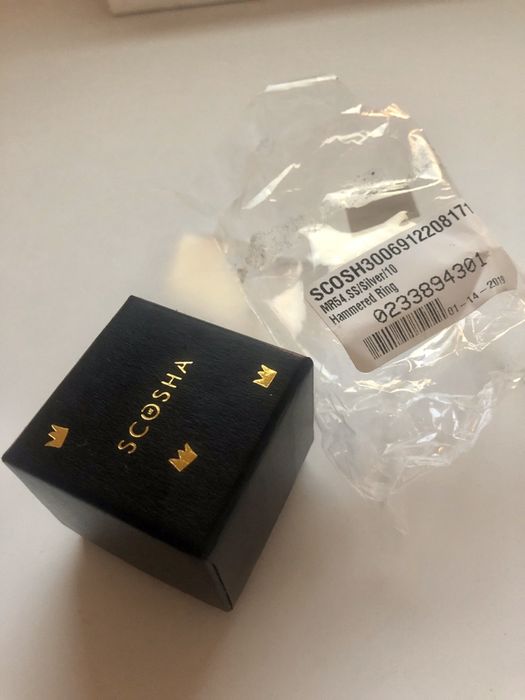 SCOSHA
SCOSH3006912208171
MR54.SS/Silver/10
Hammered Ring
0233894301
01-14-2019